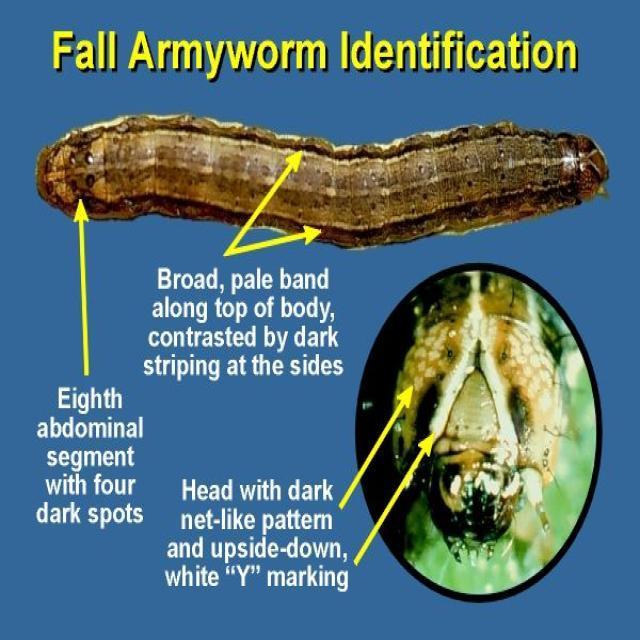 Fall Armyworm Identification
Broad, pale band
along top of body,
contrasted by dark
striping at the sides
Eighth
abdominal
segment
with four
dark spots
Head with dark
net-like pattern
and upside-down,
white “Y” marking